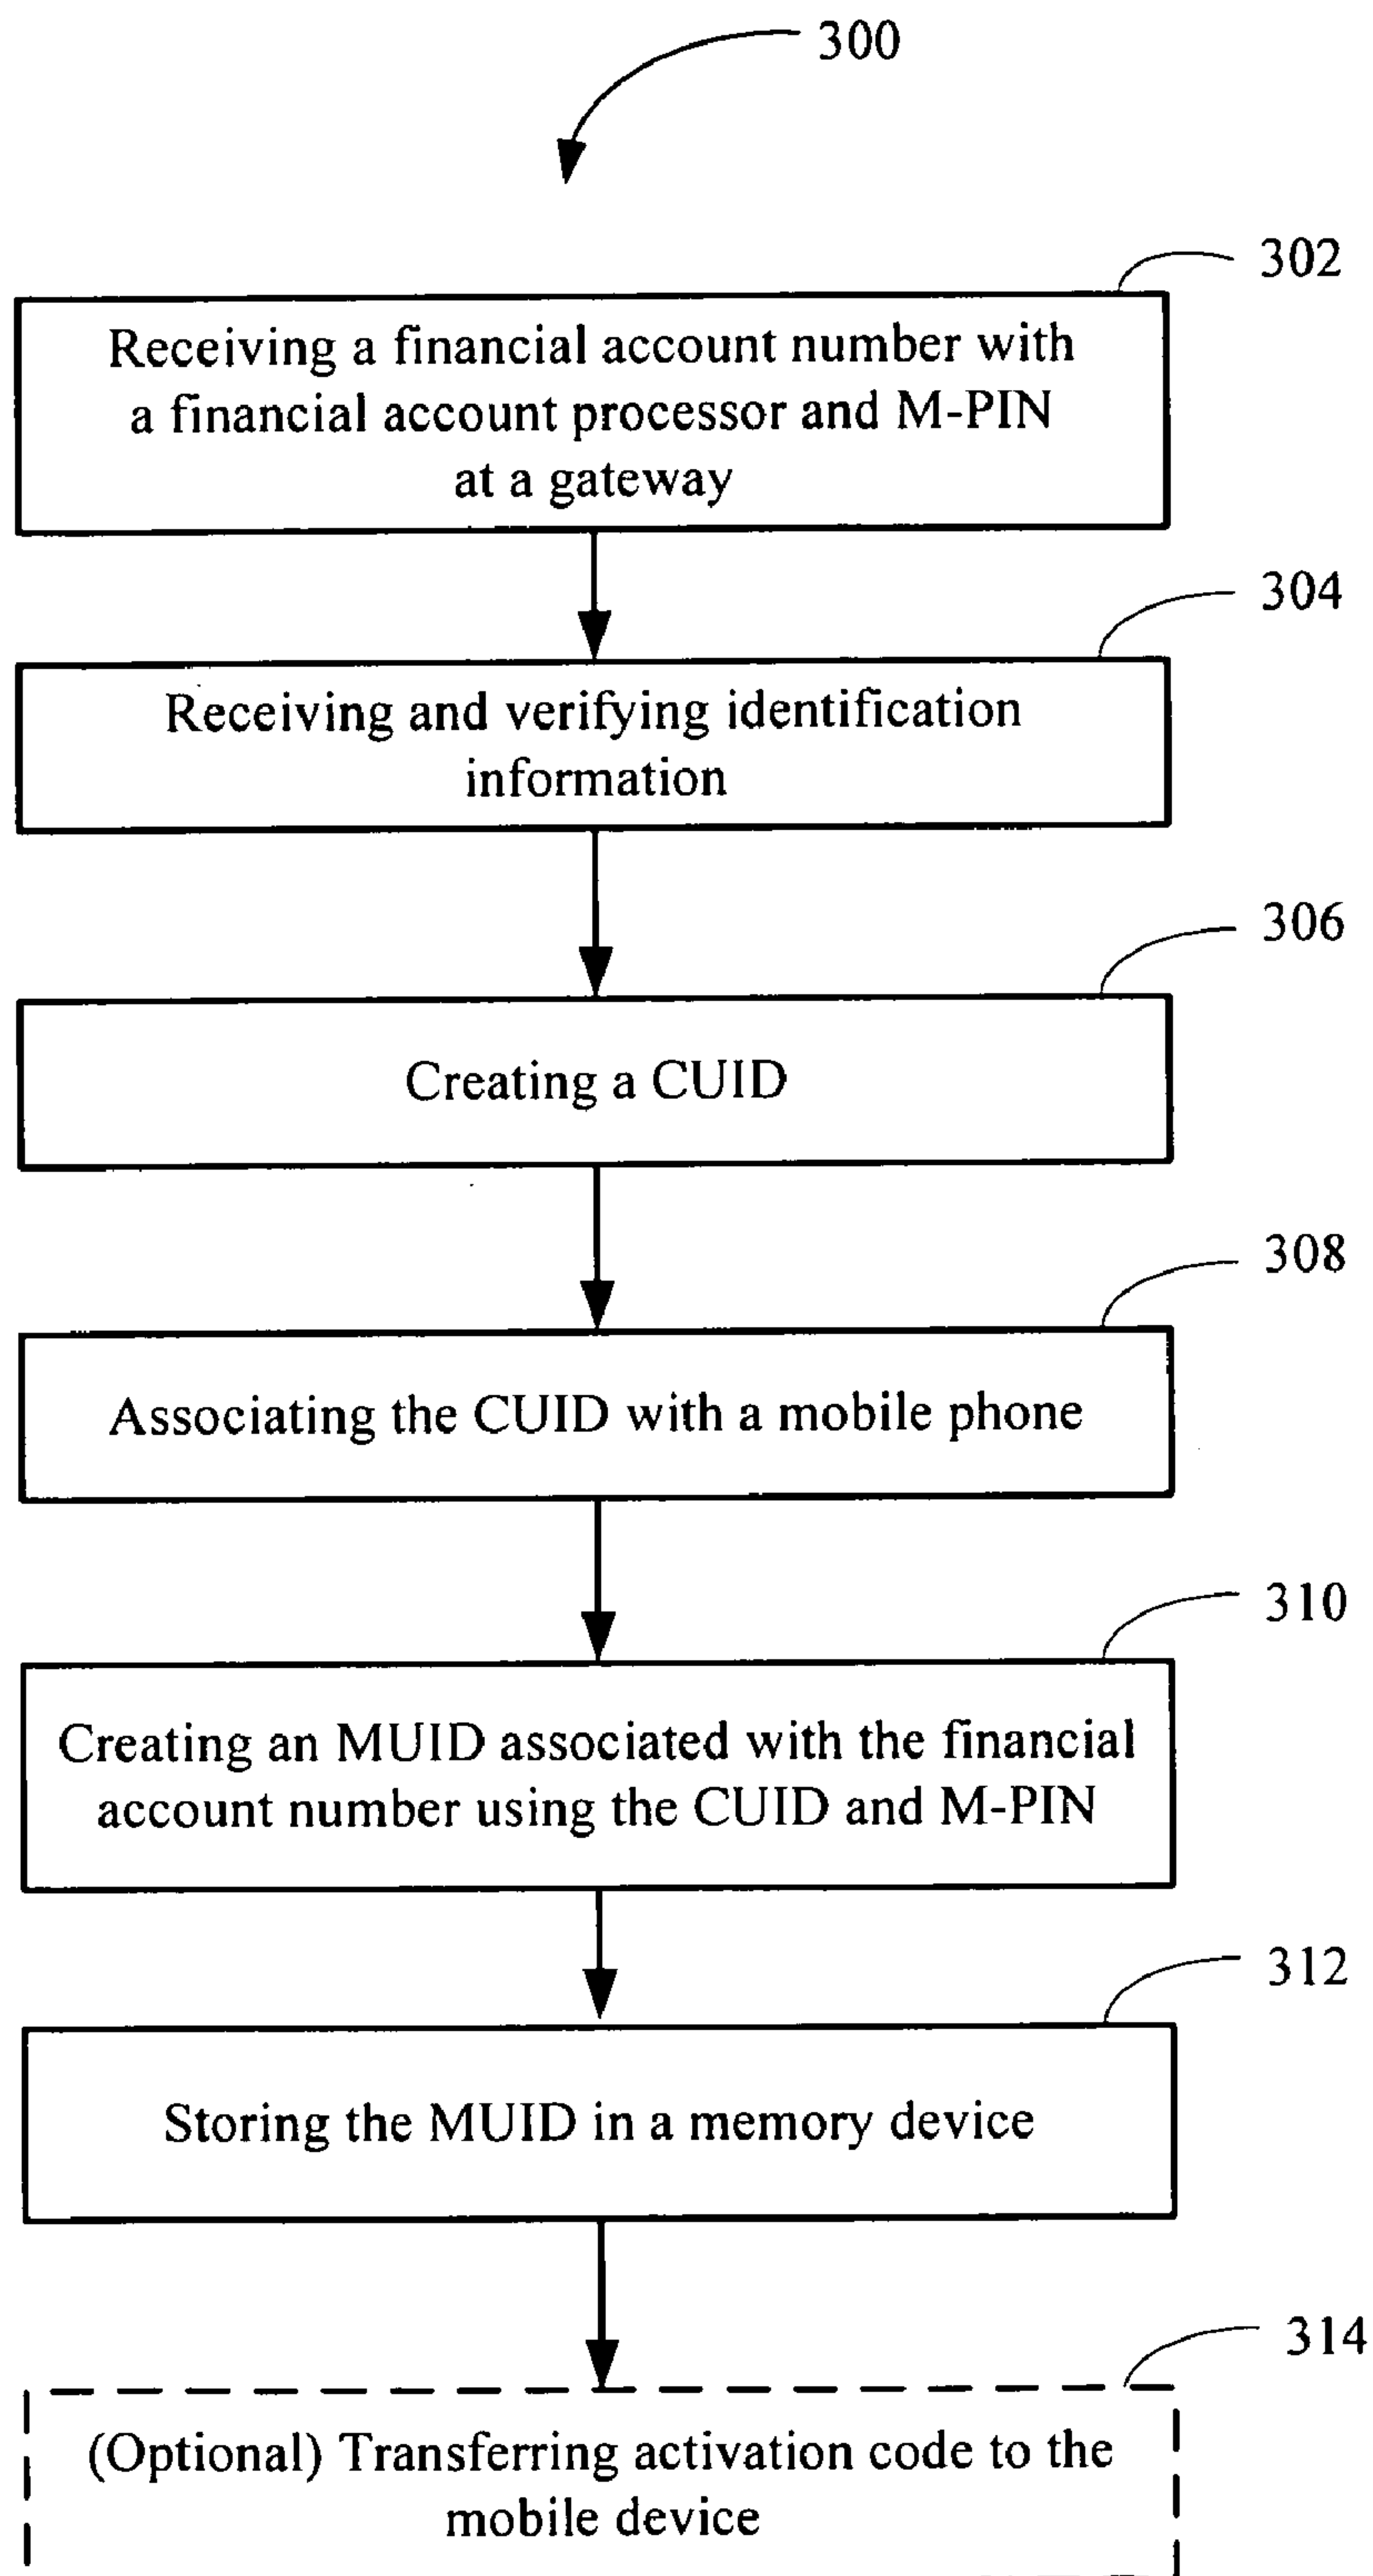 300
302
Receiving a financial account number with
a financial account processor and M-PIN
at a gateway
304
Receiving and verifying identification
information
306
Creating a CUID
308
Associating the CUID with a mobile phone
310
Creating an MUID associated with the financial
account number using the CUID and M-PIN
312
Storing the MUID in a memory device
314
(Optional) Transferring activation code to the
mobile device